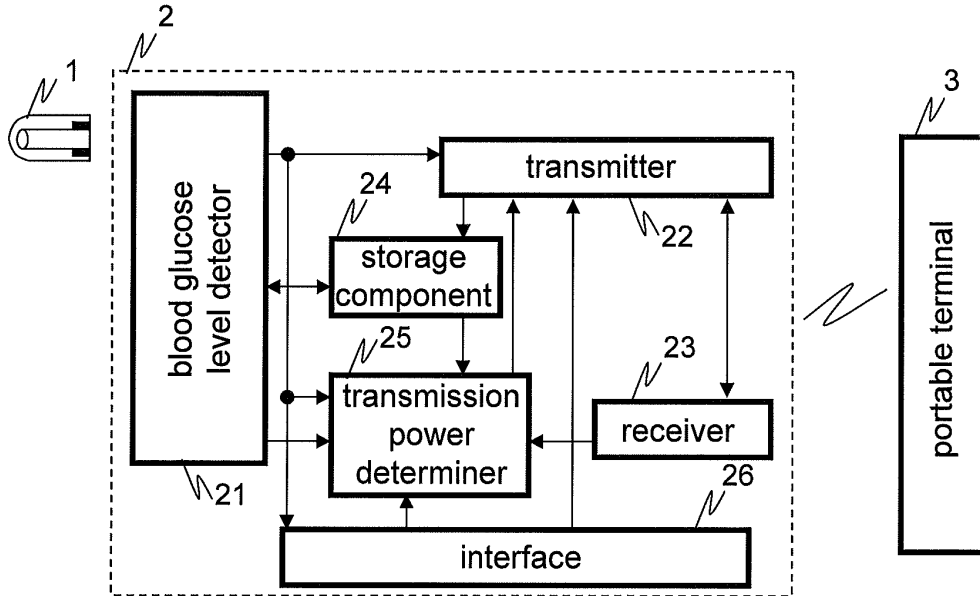 1
2
3
blood glucose
level detector
21
transmitter
22
24
storage
component
25
transmission
power
determiner
23
receiver
26
interface
portable terminal